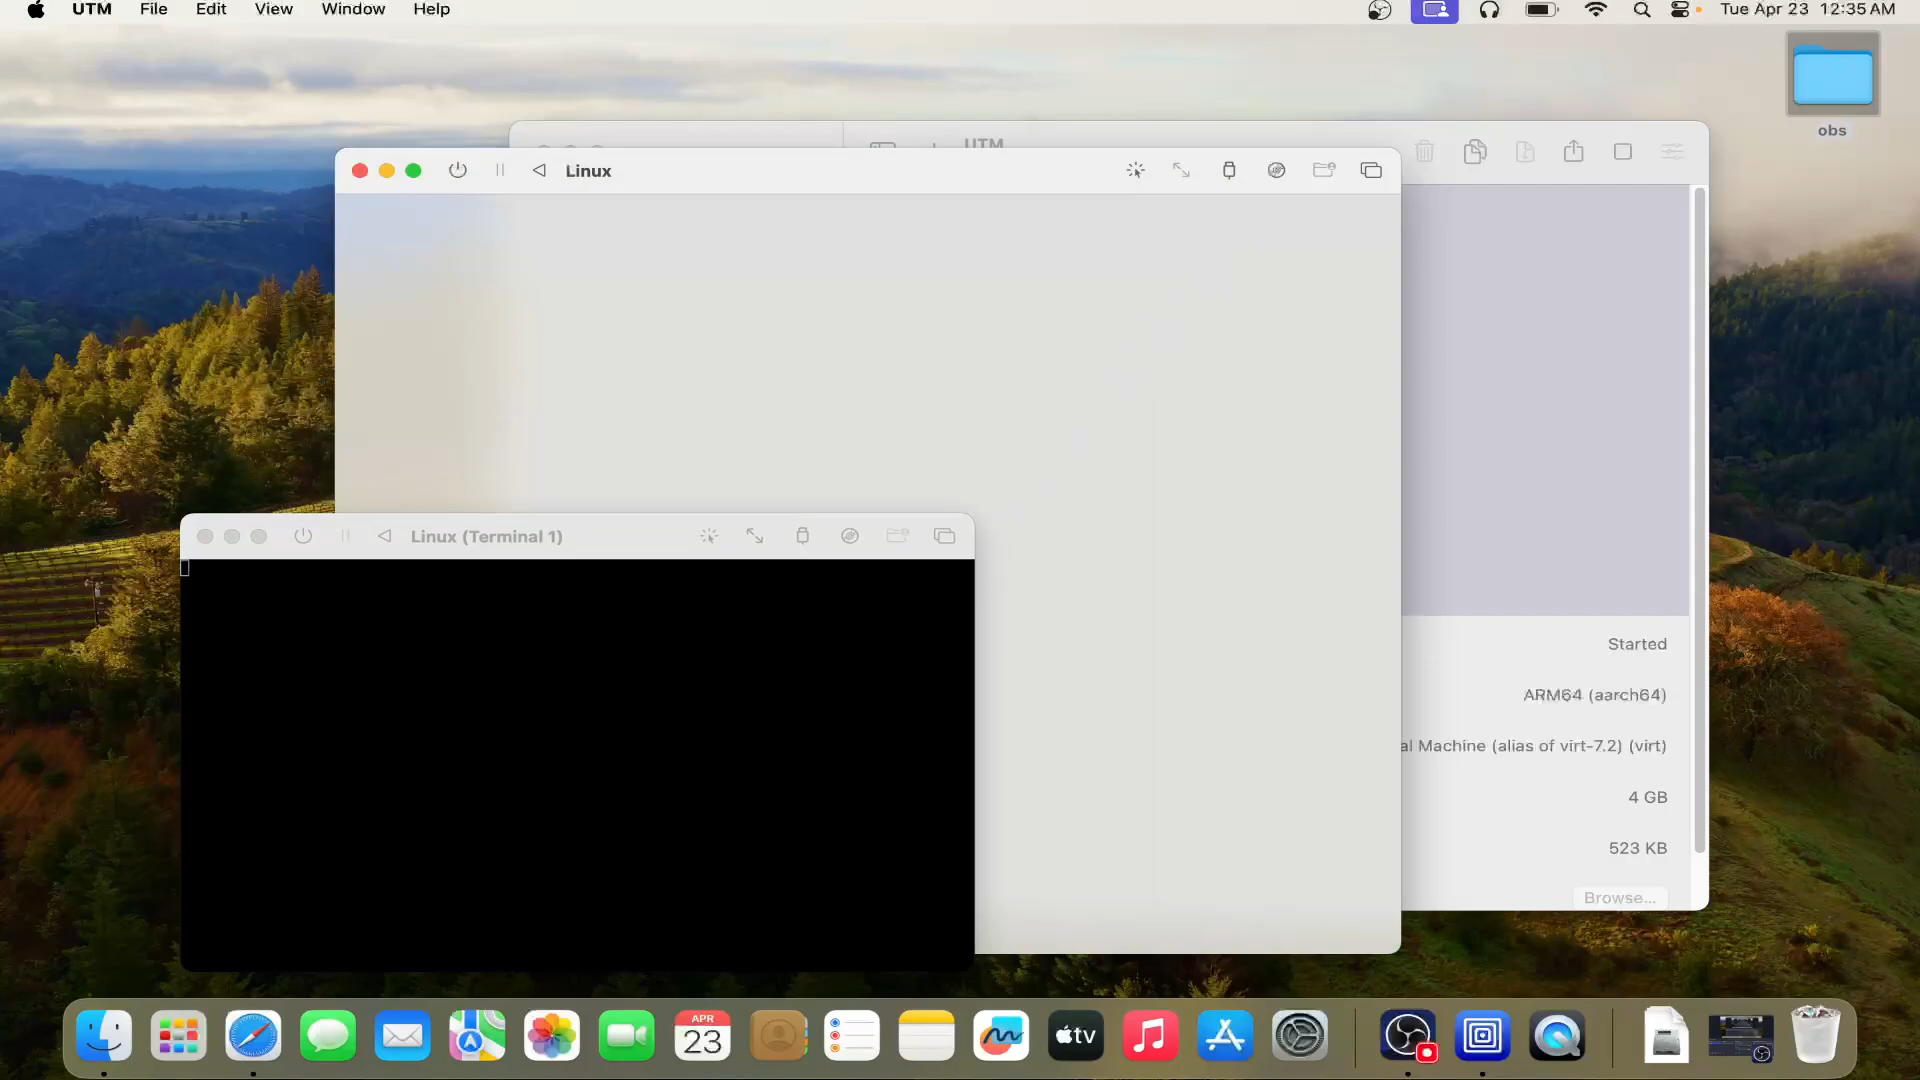 UTM File Edit View Window Help Tue Apr 23 12:35 AM
obs
UTM
Linux
Linux (Terminal 1)
Started
ARM64 (aarch64)
al Machine (alias of virt-7.2) (virt)
4 GB
523 KB
Browse...
APR
23
tv